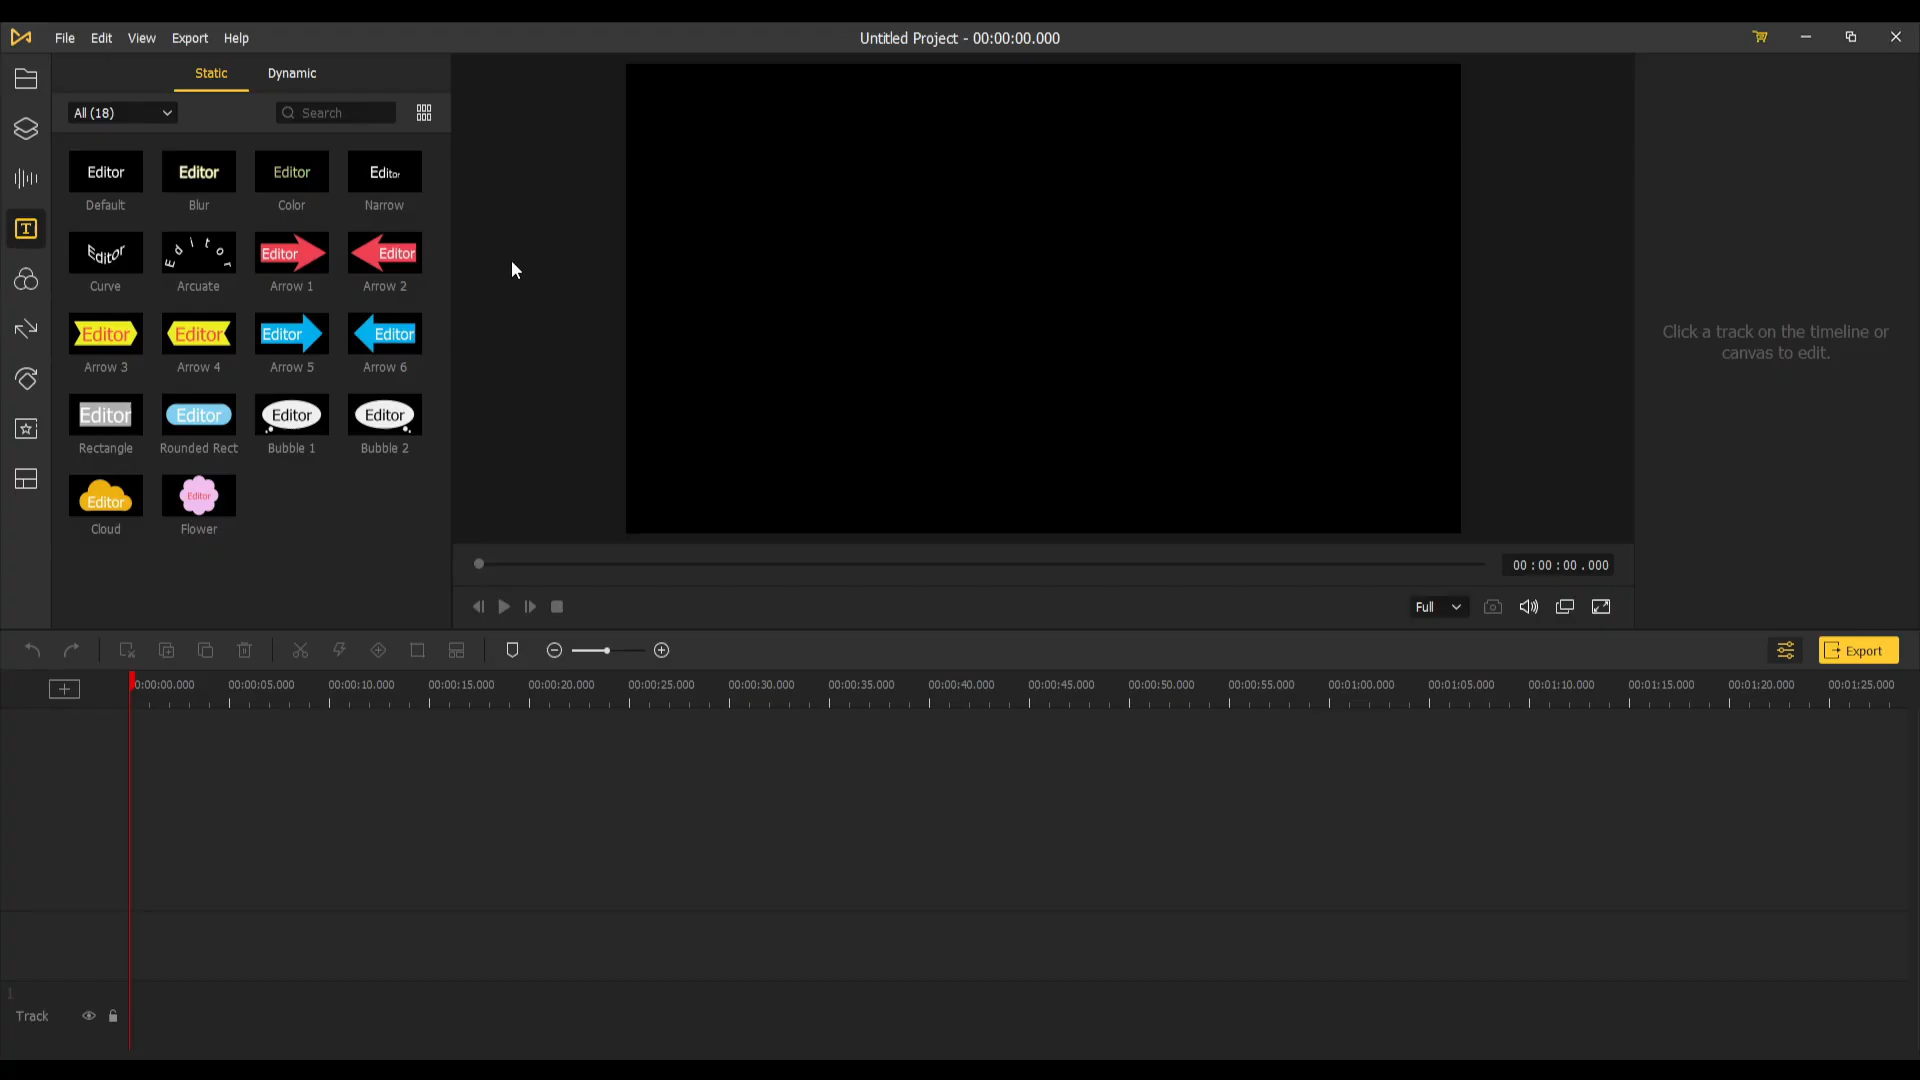 File Edit View Export Help
Untitled Project - 00:00:00.000
Static Dynamic
All (18) Search
Editor Editor Editor Editor
Default Blur Color Narrow
Editor Editor Editor Editor
Curve Arcuate Arrow 1 Arrow 2
Editor Editor Editor Editor
Arrow 3 Arrow 4 Arrow 5 Arrow 6
Editor Editor Editor Editor
Rectangle Rounded Rect Bubble 1 Bubble 2
Editor Editor
Cloud Flower
Click a track on the timeline or
canvas to edit.
00 : 00 : 00 . 000
Full
Export
0:00:00.000 00:00:05.000 00:00:10.000 00:00:15.000 00:00:20.000 00:00:25.000 00:00:30.000 00:00:35.000 00:00:40.000 00:00:45.000 00:00:50.000 00:00:55.000 00:01:00.000 00:01:05.000 00:01:10.000 00:01:15.000 00:01:20.000 00:01:25.000
1
Track